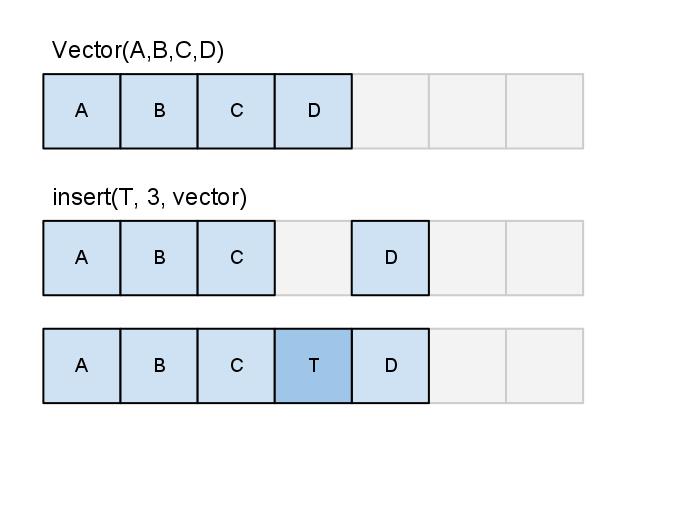 Vector(A,B,C,D)
A B C D
insert(T, 3, vector)
A B C D
A B C T D